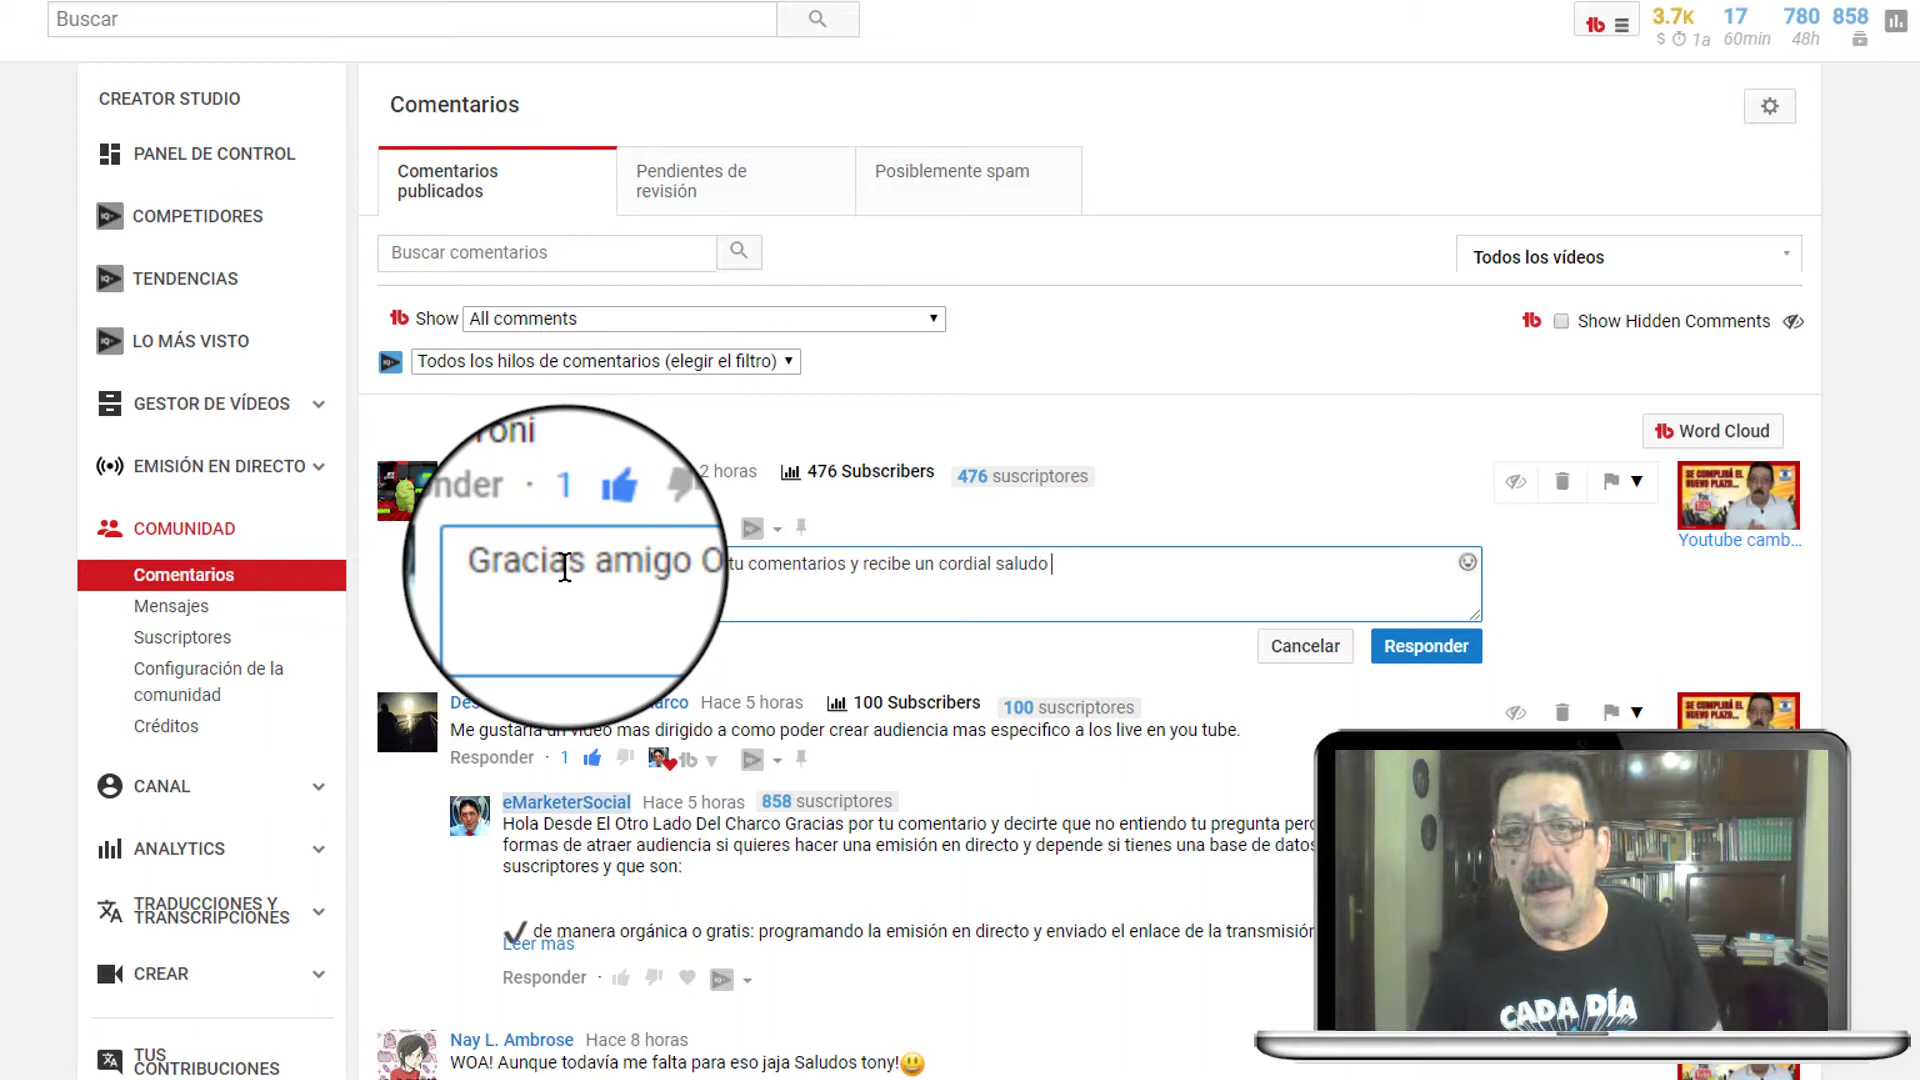 Buscar
3.7K 17 780 858
$ 1a 60min 48h
CREATOR STUDIO
PANEL DE CONTROL
COMPETIDORES
TENDENCIAS
LO MÁS VISTO
GESTOR DE VÍDEOS
EMISIÓN EN DIRECTO
COMUNIDAD
Comentarios
Mensajes
Suscriptores
Configuración de la
comunidad
Créditos
CANAL
ANALYTICS
TRADUCCIONES Y
TRANSCRIPCIONES
CREAR
TUS
CONTRIBUCIONES
Comentarios
Comentarios
publicados
Pendientes de
revisión
Posiblemente spam
Buscar comentarios
Todos los vídeos
Show All comments
Show Hidden Comments
Todos los hilos de comentarios (elegir el filtro)
Word Cloud
2 horas 476 Subscribers 476 suscriptores
· 1
Gracias amigo tu comentarios y recibe un cordial saludo
Cancelar Responder
Youtube camb...
SE CUMPLIRÁ EL
NUEVO PLAZO...
Hace 5 horas 100 Subscribers 100 suscriptores
Me gustaría un video mas dirigido a como poder crear audiencia mas especifico a los live en you tube.
Responder · 1
SE CUMPLIRÁ EL
eMarketerSocial Hace 5 horas 858 suscriptores
Hola Desde El Otro Lado Del Charco Gracias por tu comentario y decirte que no entiendo tu pregunta
formas de atraer audiencia si quieres hacer una emisión en directo y depende si tienes una base de datos
suscriptores y que son:
✔ de manera orgánica o gratis: programando la emisión en directo y enviado el enlace de la transmisión
Leer más
Responder ·
Nay L. Ambrose Hace 8 horas
WOA! Aunque todavía me falta para eso jaja Saludos tony!😃
CADA DÍA